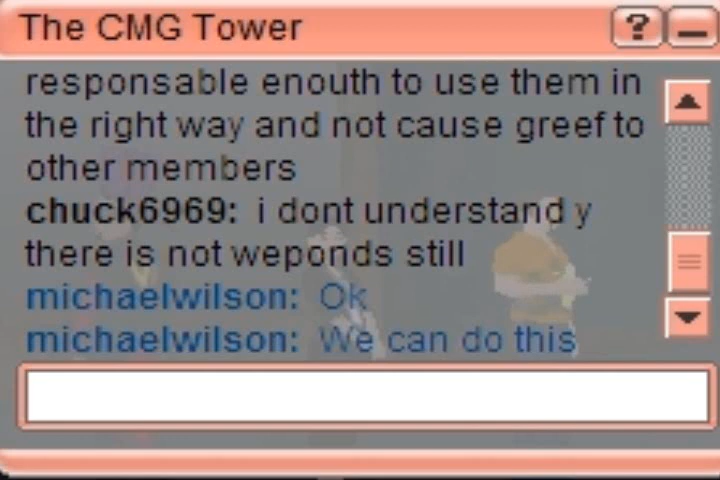 The CMG Tower
?
responsable enouth to use them in
the right way and not cause greef to
other members
chuck6969: i dont understand y
there is not weponds still
michaelwilson: Ok
michaelwilson: We can do this